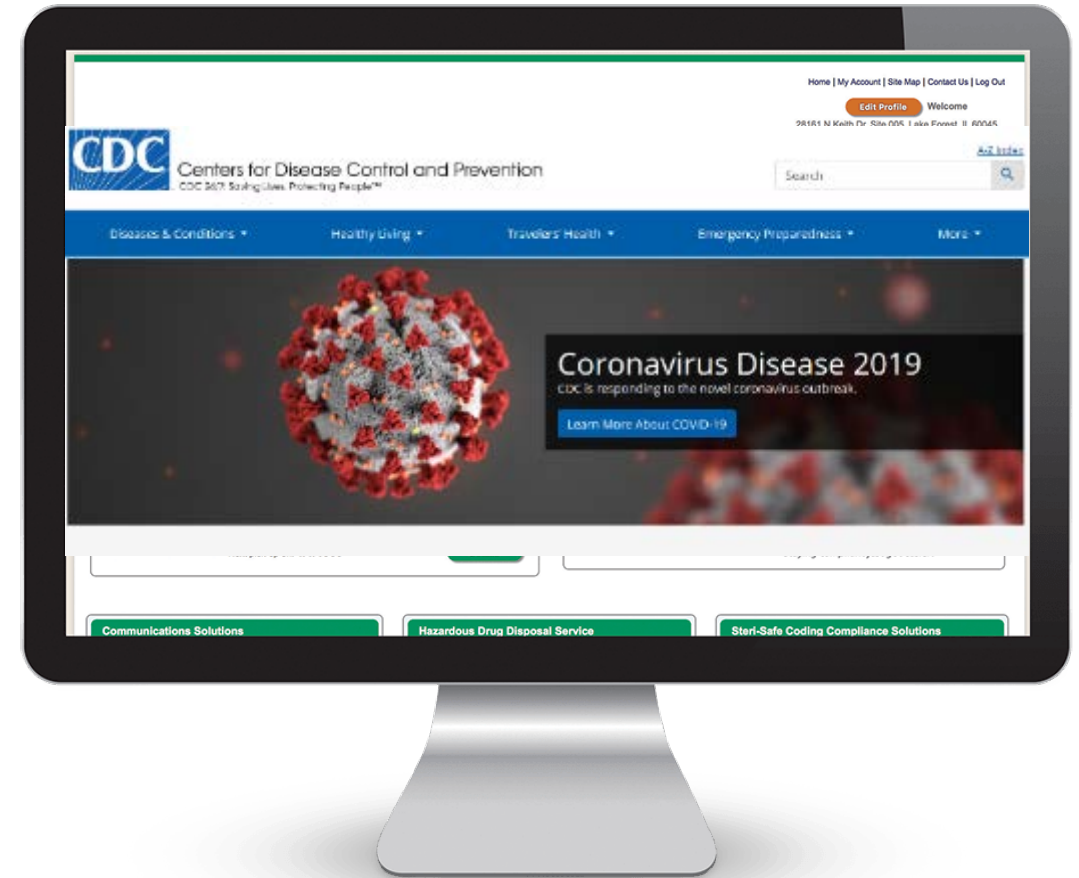 Home | My Account | Site Map | Contact Us | Log Out
Edit Profile Welcome
28161 N Keith Dr, Site 005, Lake Forest, IL 60045
A-Z Index
CDC
Centers for Disease Control and Prevention
CDC 24/7: Saving Lives. Protecting People™
Search
Diseases & Conditions
Healthy Living
Travelers' Health
Emergency Preparedness
More
Coronavirus Disease 2019
CDC is responding to the novel coronavirus outbreak.
Learn More About COVID-19
Communications Solutions
Hazardous Drug Disposal Service
Steri-Safe Coding Compliance Solutions